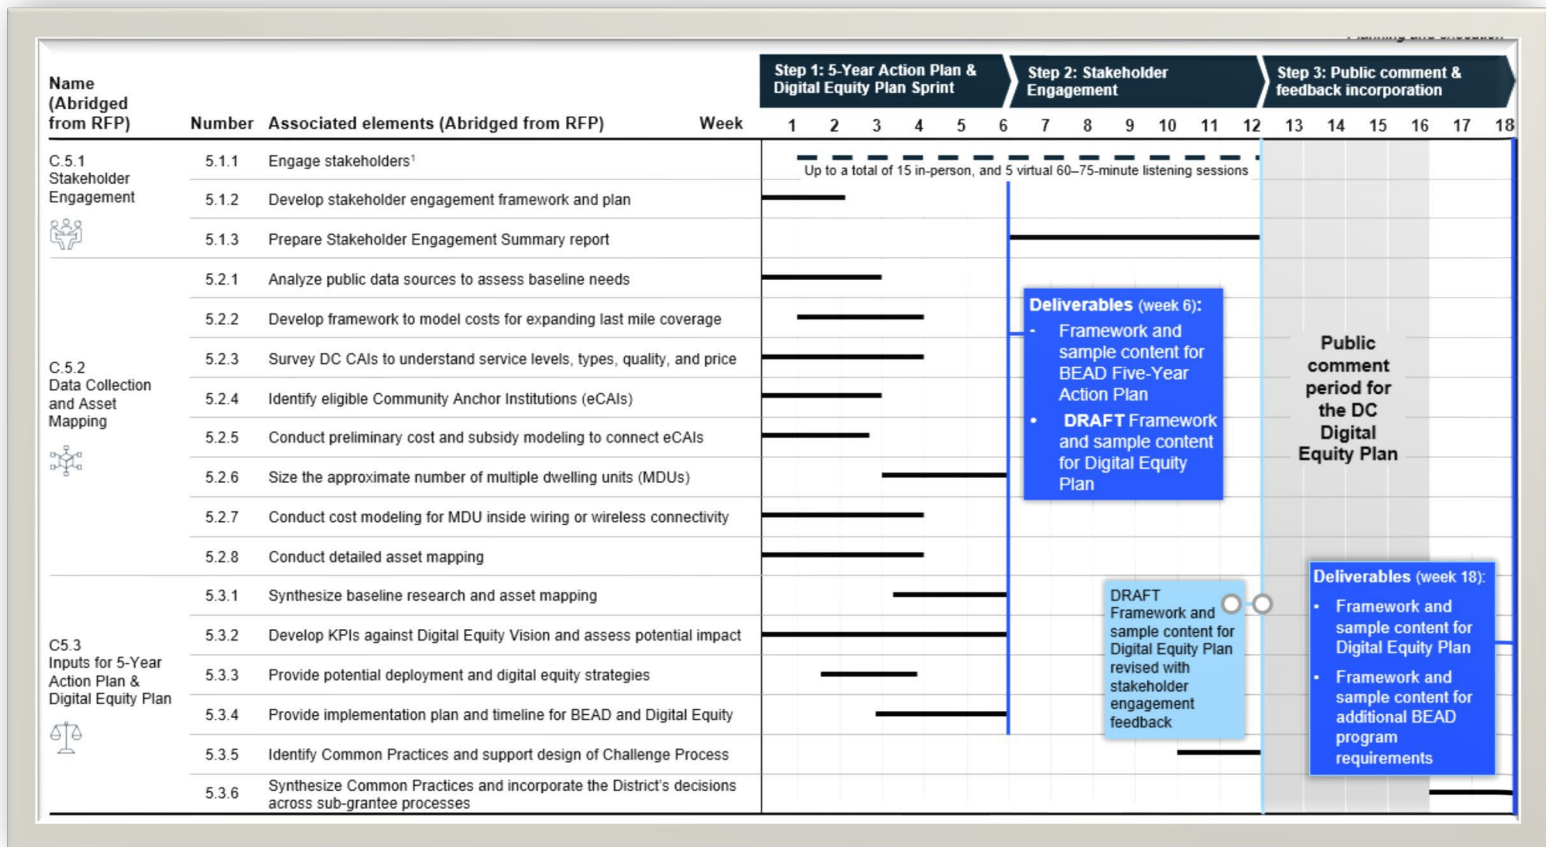 Planning and execution
Step 1: 5-Year Action Plan &
Digital Equity Plan Sprint
Step 2: Stakeholder
Engagement
Step 3: Public comment &
feedback incorporation
Name
(Abridged
from RFP)
Number Associated elements (Abridged from RFP) Week 1 2 3 4 5 6 7 8 9 10 11 12 13 14 15 16 17 18
C.5.1
Stakeholder
Engagement
5.1.1 Engage stakeholders¹
Up to a total of 15 in-person, and 5 virtual 60–75-minute listening sessions
5.1.2 Develop stakeholder engagement framework and plan
5.1.3 Prepare Stakeholder Engagement Summary report
C.5.2
Data Collection
and Asset
Mapping
5.2.1 Analyze public data sources to assess baseline needs
5.2.2 Develop framework to model costs for expanding last mile coverage
5.2.3 Survey DC CAIs to understand service levels, types, quality, and price
5.2.4 Identify eligible Community Anchor Institutions (eCAIs)
5.2.5 Conduct preliminary cost and subsidy modeling to connect eCAIs
5.2.6 Size the approximate number of multiple dwelling units (MDUs)
5.2.7 Conduct cost modeling for MDU inside wiring or wireless connectivity
5.2.8 Conduct detailed asset mapping
C5.3
Inputs for 5-Year
Action Plan &
Digital Equity Plan
5.3.1 Synthesize baseline research and asset mapping
5.3.2 Develop KPIs against Digital Equity Vision and assess potential impact
5.3.3 Provide potential deployment and digital equity strategies
5.3.4 Provide implementation plan and timeline for BEAD and Digital Equity
5.3.5 Identify Common Practices and support design of Challenge Process
5.3.6 Synthesize Common Practices and incorporate the District's decisions
across sub-grantee processes
Deliverables (week 6):
- Framework and
sample content for
BEAD Five-Year
Action Plan
• DRAFT Framework
and sample content
for Digital Equity
Plan
Public
comment
period for
the DC
Digital
Equity Plan
DRAFT
Framework and
sample content for
Digital Equity Plan
revised with
stakeholder
engagement
feedback
Deliverables (week 18):
• Framework and
sample content for
Digital Equity Plan
• Framework and
sample content for
additional BEAD
program
requirements